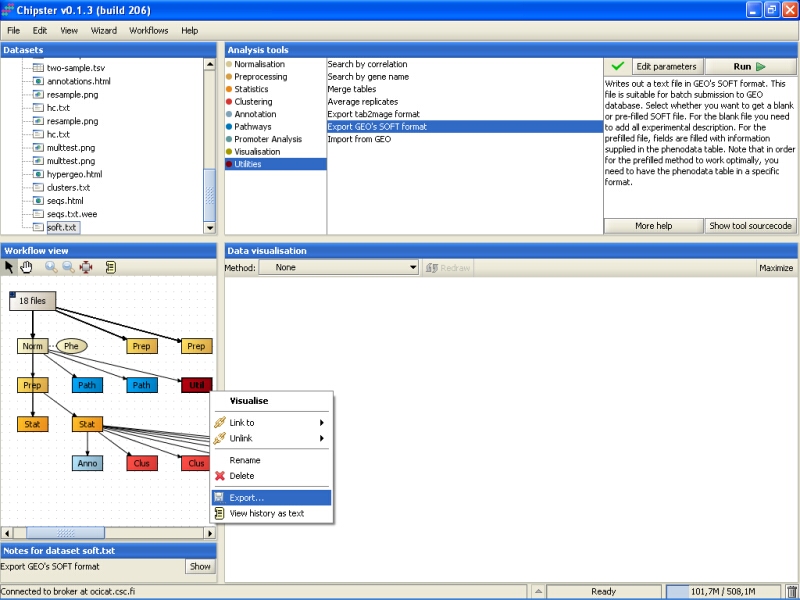 Chipster v0.1.3 (build 206)
File Edit View Wizard Workflows Help
Datasets
two-sample.tsv
annotations.html
resample.png
hc.txt
resample.png
hc.txt
multtest.png
multtest.png
hypergeo.html
clusters.txt
seqs.html
seqs.txt.wee
soft.txt
Analysis tools
Normalisation
Preprocessing
Statistics
Clustering
Annotation
Pathways
Promoter Analysis
Visualisation
Utilities
Search by correlation
Search by gene name
Merge tables
Average replicates
Export tab2mage format
Export GEO's SOFT format
Import from GEO
Edit parameters Run
Writes out a text file in GEO's SOFT format. This
file is suitable for batch submission to GEO
database. Select whether you want to get a blank
or pre-filled SOFT file. For the blank file you need
to add all experimental description. For the
prefilled file, fields are filled with information
supplied in the phenodata table. Note that in order
for the prefilled method to work optimally, you
need to have the phenodata table in a specific
format.
More help Show tool sourcecode
Workflow view
18 files
Norm Phe Prep Prep
Prep Path Path Util
Stat Stat
Anno Clus Clus
Visualise
Link to
Unlink
Rename
Delete
Export...
View history as text
Data visualisation
Method: None Redraw Maximize
Notes for dataset soft.txt
Export GEO's SOFT format Show
Connected to broker at ocicat.csc.fi Ready 101,7M / 508,1M